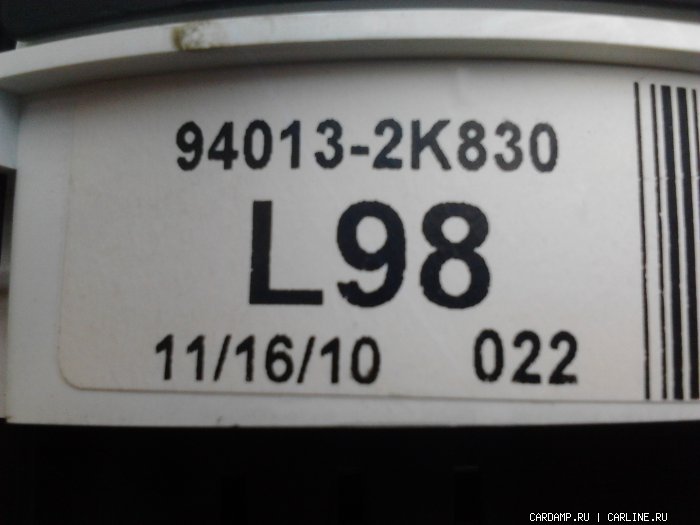 94013-2K830
L98
11/16/10 022
CARDAMP.RU | CARLINE.RU